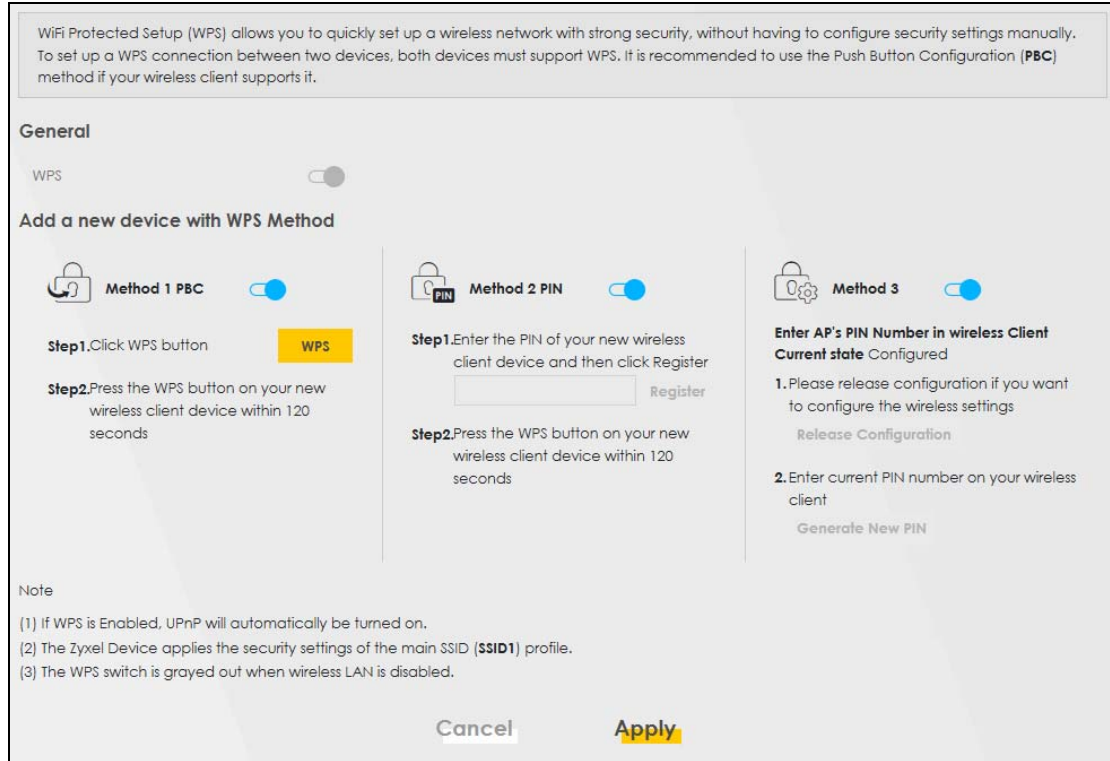 WiFi Protected Setup (WPS) allows you to quickly set up a wireless network with strong security, without having to configure security settings manually.
To set up a WPS connection between two devices, both devices must support WPS. It is recommended to use the Push Button Configuration (PBC)
method if your wireless client supports it.
General
WPS
Add a new device with WPS Method
Method 1 PBC
Step1.Click WPS button
WPS
Step2.Press the WPS button on your new
wireless client device within 120
seconds
PIN
Method 2 PIN
Step1.Enter the PIN of your new wireless
client device and then click Register
Register
Step2.Press the WPS button on your new
wireless client device within 120
seconds
Method 3
Enter AP's PIN Number in wireless Client
Current state Configured
1.Please release configuration if you want
to configure the wireless settings
Release Configuration
2.Enter current PIN number on your wireless
client
Generate New PIN
Note
(1) If WPS is Enabled, UPnP will automatically be turned on.
(2) The Zyxel Device applies the security settings of the main SSID (SSID1) profile.
(3) The WPS switch is grayed out when wireless LAN is disabled.
Cancel
Apply